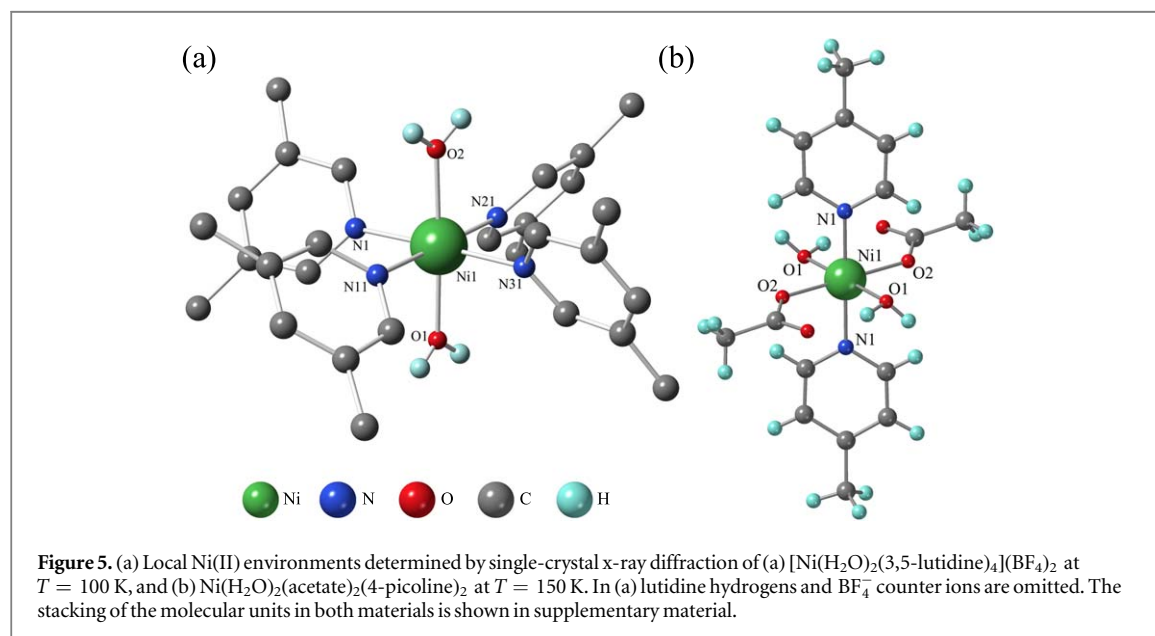 (a)
(b)
O2
N21
N1
Ni1
N11
N31
O1
N1
Ni1
O1
O2
O2
O1
N1
Ni N O C H
Figure 5. (a) Local Ni(II) environments determined by single-crystal x-ray diffraction of (a) [Ni(H₂O)₂(3,5-lutidine)₄](BF₄)₂ at
T = 100 K, and (b) Ni(H₂O)₂(acetate)₂(4-picoline)₂ at T = 150 K. In (a) lutidine hydrogens and BF₄⁻ counter ions are omitted. The
stacking of the molecular units in both materials is shown in supplementary material.